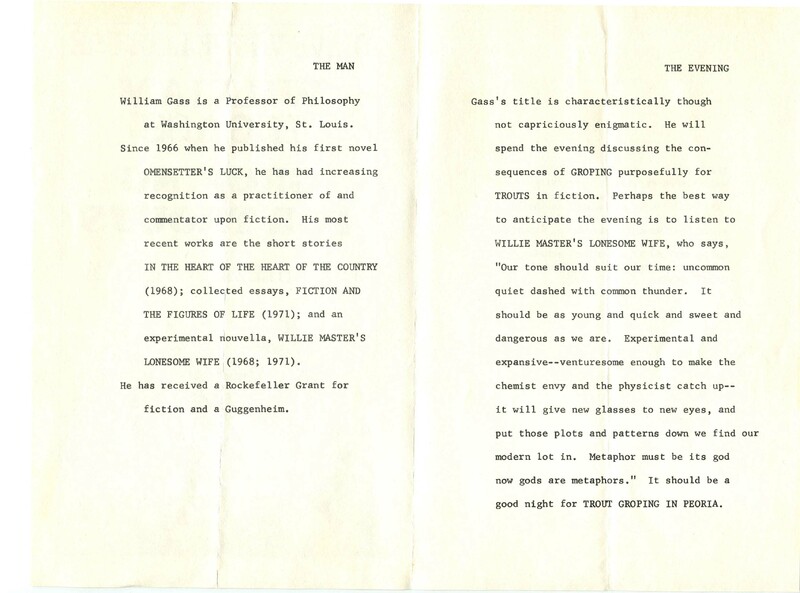 THE MAN
William Gass is a Professor of Philosophy
at Washington University, St. Louis.
Since 1966 when he published his first novel
OMENSETTER'S LUCK, he has had increasing
recognition as a practitioner of and
commentator upon fiction. His most
recent works are the short stories
IN THE HEART OF THE HEART OF THE COUNTRY
(1968); collected essays, FICTION AND
THE FIGURES OF LIFE (1971); and an
experimental nouvella, WILLIE MASTER'S
LONESOME WIFE (1968; 1971).
He has received a Rockefeller Grant for
fiction and a Guggenheim.
THE EVENING
Gass's title is characteristically though
not capriciously enigmatic. He will
spend the evening discussing the con-
sequences of GROPING purposefully for
TROUTS in fiction. Perhaps the best way
to anticipate the evening is to listen to
WILLIE MASTER'S LONESOME WIFE, who says,
"Our tone should suit our time: uncommon
quiet dashed with common thunder. It
should be as young and quick and sweet and
dangerous as we are. Experimental and
expansive--venturesome enough to make the
chemist envy and the physicist catch up--
it will give new glasses to new eyes, and
put those plots and patterns down we find our
modern lot in. Metaphor must be its god
now gods are metaphors." It should be a
good night for TROUT GROPING IN PEORIA.